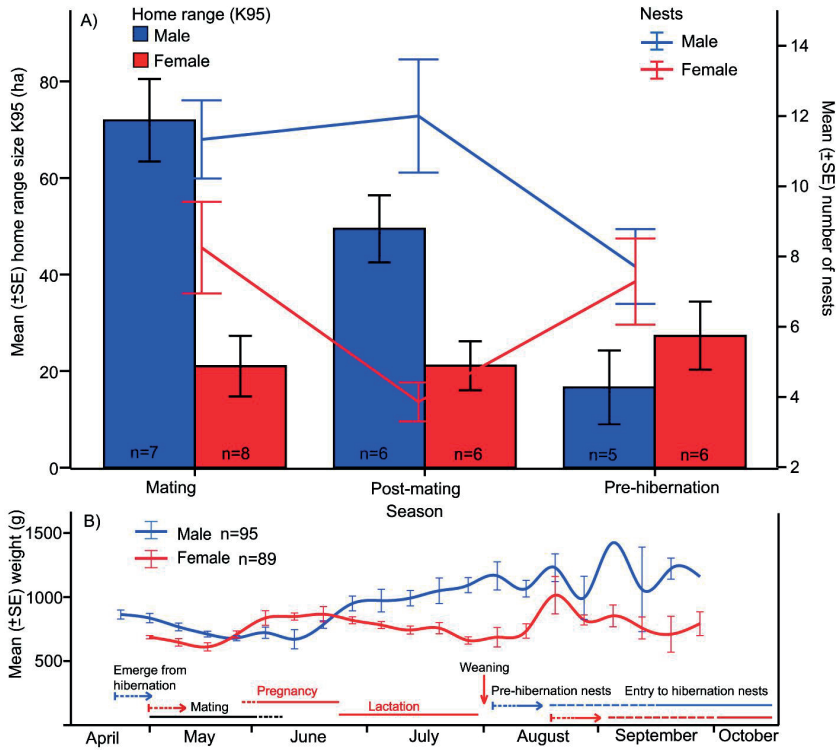 A)
Home range (K95)
Male
Female
Nests
Male
Female
Mean (±SE) home range size K95 (ha)
80
60
40
20
0
Mean (±SE) number of nests
14
12
10
8
6
4
2
n=7
n=8
n=6
n=6
n=5
n=6
Mating
Post-mating
Pre-hibernation
Season
B)
Male n=95
Female n=89
Mean (±SE) weight (g)
1500
1000
500
Emerge from
hibernation
Mating
Pregnancy
Lactation
Weaning
Pre-hibernation nests
Entry to hibernation nests
April
May
June
July
August
September
October